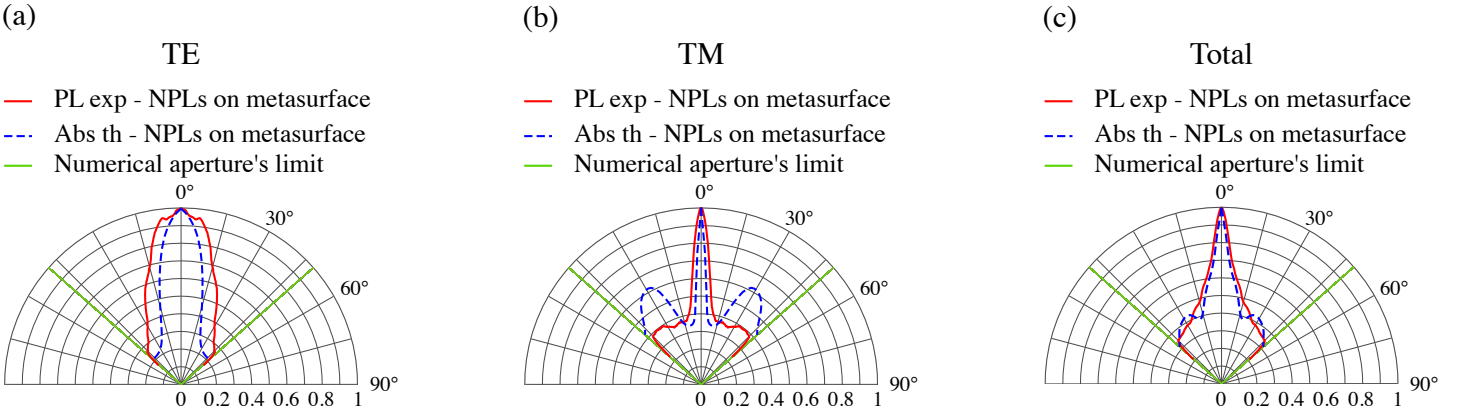 (a)
TE
PL exp - NPLs on metasurface
Abs th - NPLs on metasurface
Numerical aperture's limit
0°
30°
60°
90°
0 0.2 0.4 0.6 0.8 1
(b)
TM
PL exp - NPLs on metasurface
Abs th - NPLs on metasurface
Numerical aperture's limit
0°
30°
60°
90°
0 0.2 0.4 0.6 0.8 1
(c)
Total
PL exp - NPLs on metasurface
Abs th - NPLs on metasurface
Numerical aperture's limit
0°
30°
60°
90°
0 0.2 0.4 0.6 0.8 1